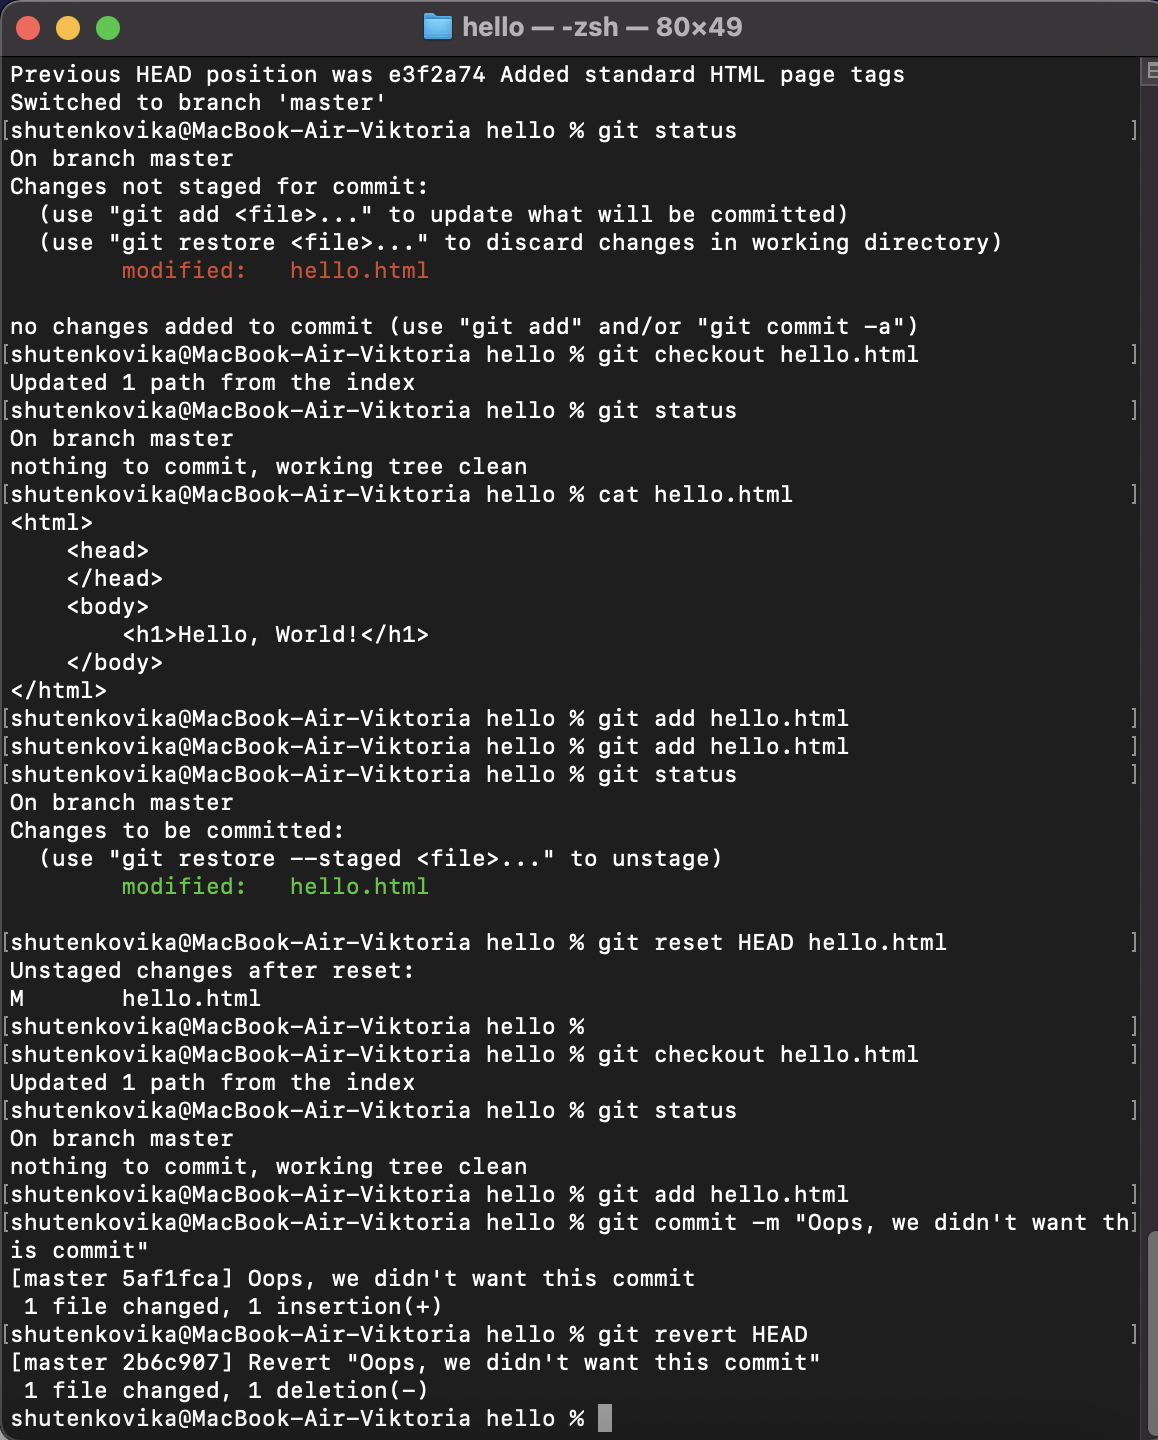 hello — -zsh — 80×49
Previous HEAD position was e3f2a74 Added standard HTML page tags
Switched to branch 'master'
[shutenkovika@MacBook-Air-Viktoria hello % git status ]
On branch master
Changes not staged for commit:
  (use "git add <file>..." to update what will be committed)
  (use "git restore <file>..." to discard changes in working directory)
        modified:   hello.html

no changes added to commit (use "git add" and/or "git commit -a")
[shutenkovika@MacBook-Air-Viktoria hello % git checkout hello.html ]
Updated 1 path from the index
[shutenkovika@MacBook-Air-Viktoria hello % git status ]
On branch master
nothing to commit, working tree clean
[shutenkovika@MacBook-Air-Viktoria hello % cat hello.html ]
<html>
    <head>
    </head>
    <body>
        <h1>Hello, World!</h1>
    </body>
</html>
[shutenkovika@MacBook-Air-Viktoria hello % git add hello.html ]
[shutenkovika@MacBook-Air-Viktoria hello % git add hello.html ]
[shutenkovika@MacBook-Air-Viktoria hello % git status ]
On branch master
Changes to be committed:
  (use "git restore --staged <file>..." to unstage)
        modified:   hello.html

[shutenkovika@MacBook-Air-Viktoria hello % git reset HEAD hello.html ]
Unstaged changes after reset:
M       hello.html
[shutenkovika@MacBook-Air-Viktoria hello % ]
[shutenkovika@MacBook-Air-Viktoria hello % git checkout hello.html ]
Updated 1 path from the index
[shutenkovika@MacBook-Air-Viktoria hello % git status ]
On branch master
nothing to commit, working tree clean
[shutenkovika@MacBook-Air-Viktoria hello % git add hello.html ]
[shutenkovika@MacBook-Air-Viktoria hello % git commit -m "Oops, we didn't want th]
is commit"
[master 5af1fca] Oops, we didn't want this commit
 1 file changed, 1 insertion(+)
[shutenkovika@MacBook-Air-Viktoria hello % git revert HEAD ]
[master 2b6c907] Revert "Oops, we didn't want this commit"
 1 file changed, 1 deletion(-)
shutenkovika@MacBook-Air-Viktoria hello %